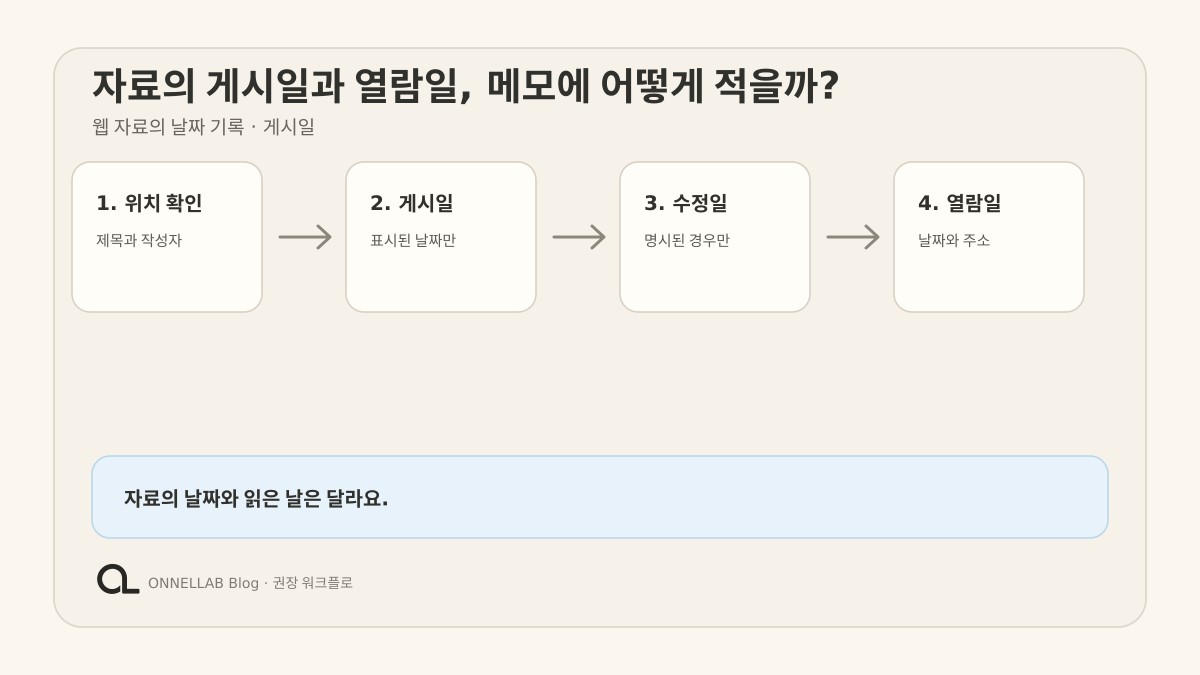 자료의 게시일과 열람일, 메모에 어떻게 적을까?
웹 자료의 날짜 기록 · 게시일
1. 위치 확인
제목과 작성자
2. 게시일
표시된 날짜만
3. 수정일
명시된 경우만
4. 열람일
날짜와 주소
자료의 날짜와 읽은 날은 달라요.
ONNELLAB Blog · 권장 워크플로